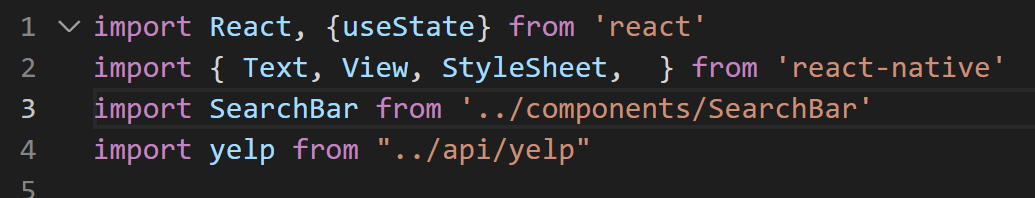 1 import React, {useState} from 'react'
2 import { Text, View, StyleSheet,  } from 'react-native'
3 import SearchBar from '../components/SearchBar'
4 import yelp from "../api/yelp"
5